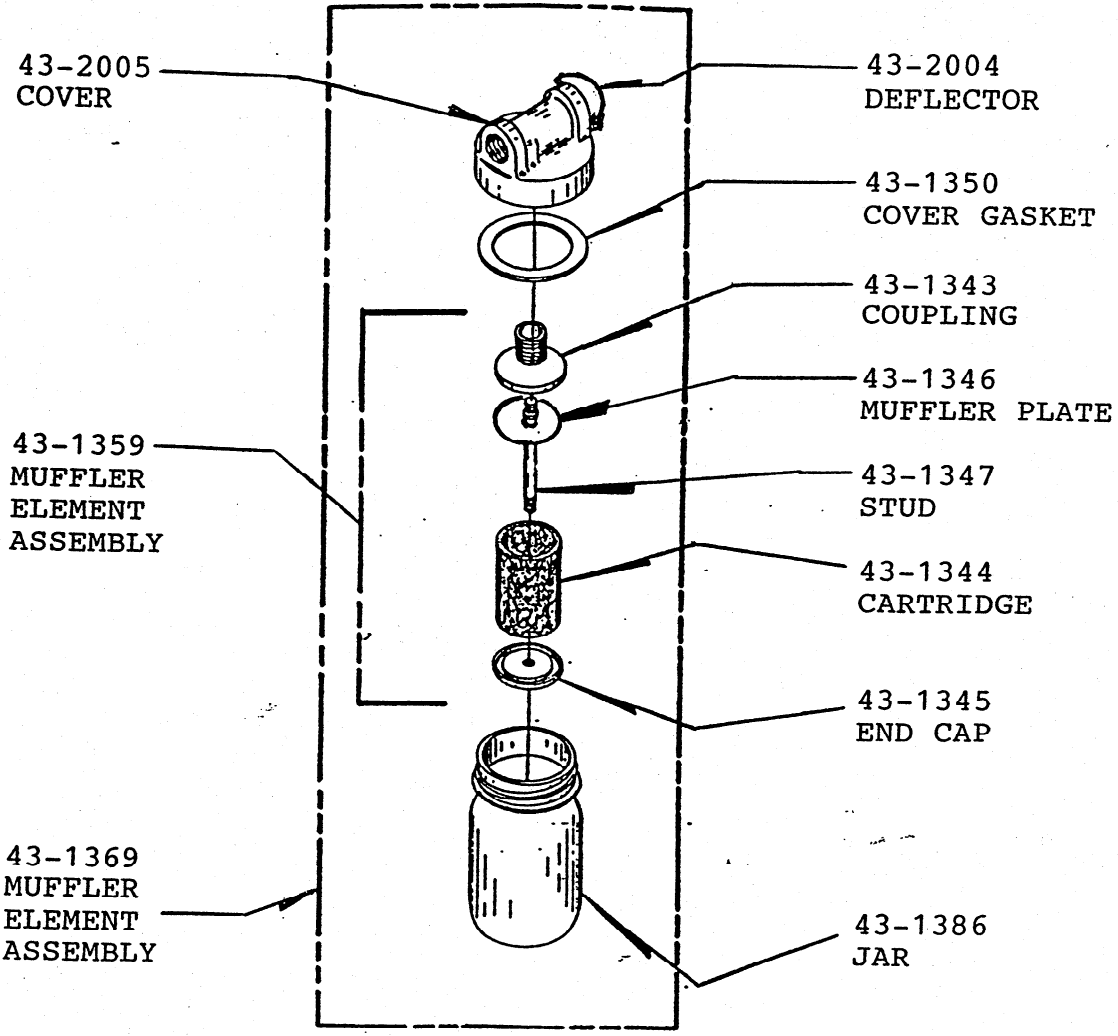 43-2005
COVER
43-2004
DEFLECTOR
43-1350
COVER GASKET
43-1343
COUPLING
43-1346
MUFFLER PLATE
43-1359
MUFFLER
ELEMENT
ASSEMBLY
43-1347
STUD
43-1344
CARTRIDGE
43-1345
END CAP
43-1369
MUFFLER
ELEMENT
ASSEMBLY
43-1386
JAR